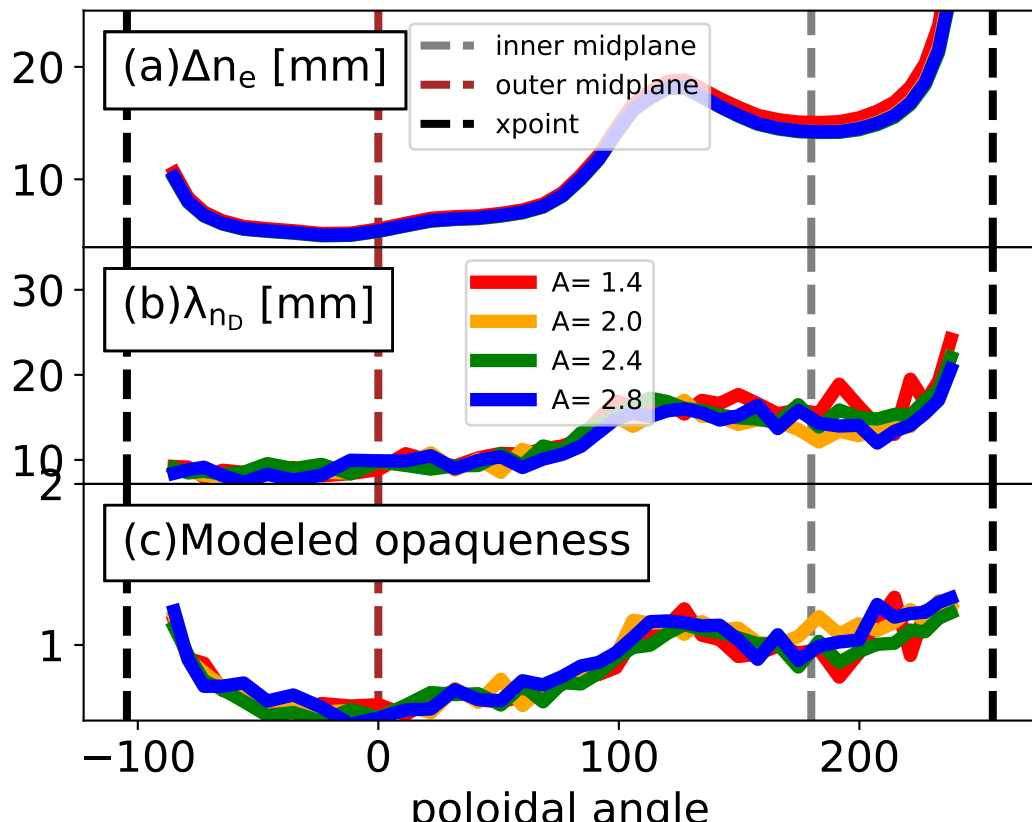 (a)Δnₑ [mm]
inner midplane
outer midplane
xpoint
20
10
(b)λ_{n_D} [mm]
A= 1.4
A= 2.0
A= 2.4
A= 2.8
30
20
10
2
(c)Modeled opaqueness
1
−100 0 100 200
poloidal angle